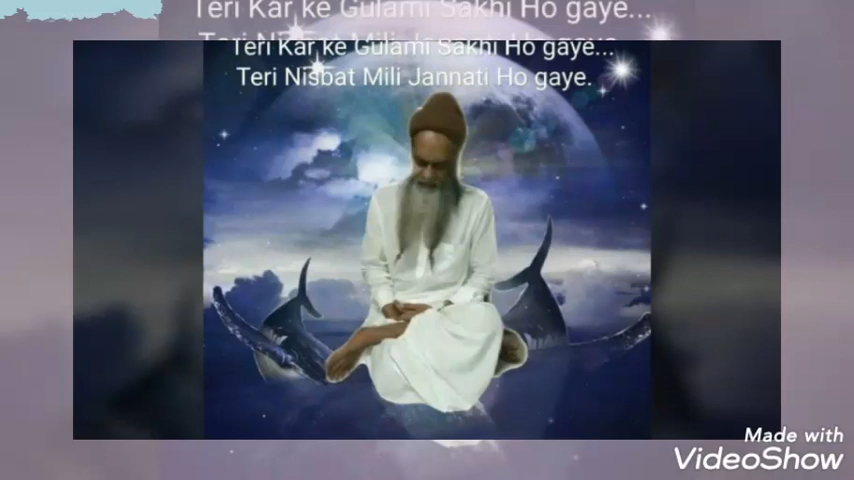 Teri Kar ke Gulami Sakhi Ho gaye...
Teri Kar ke Gulami Sakhi Ho gaye...
Teri Nisbat Mili Jannati Ho gaye.
Made with
VideoShow